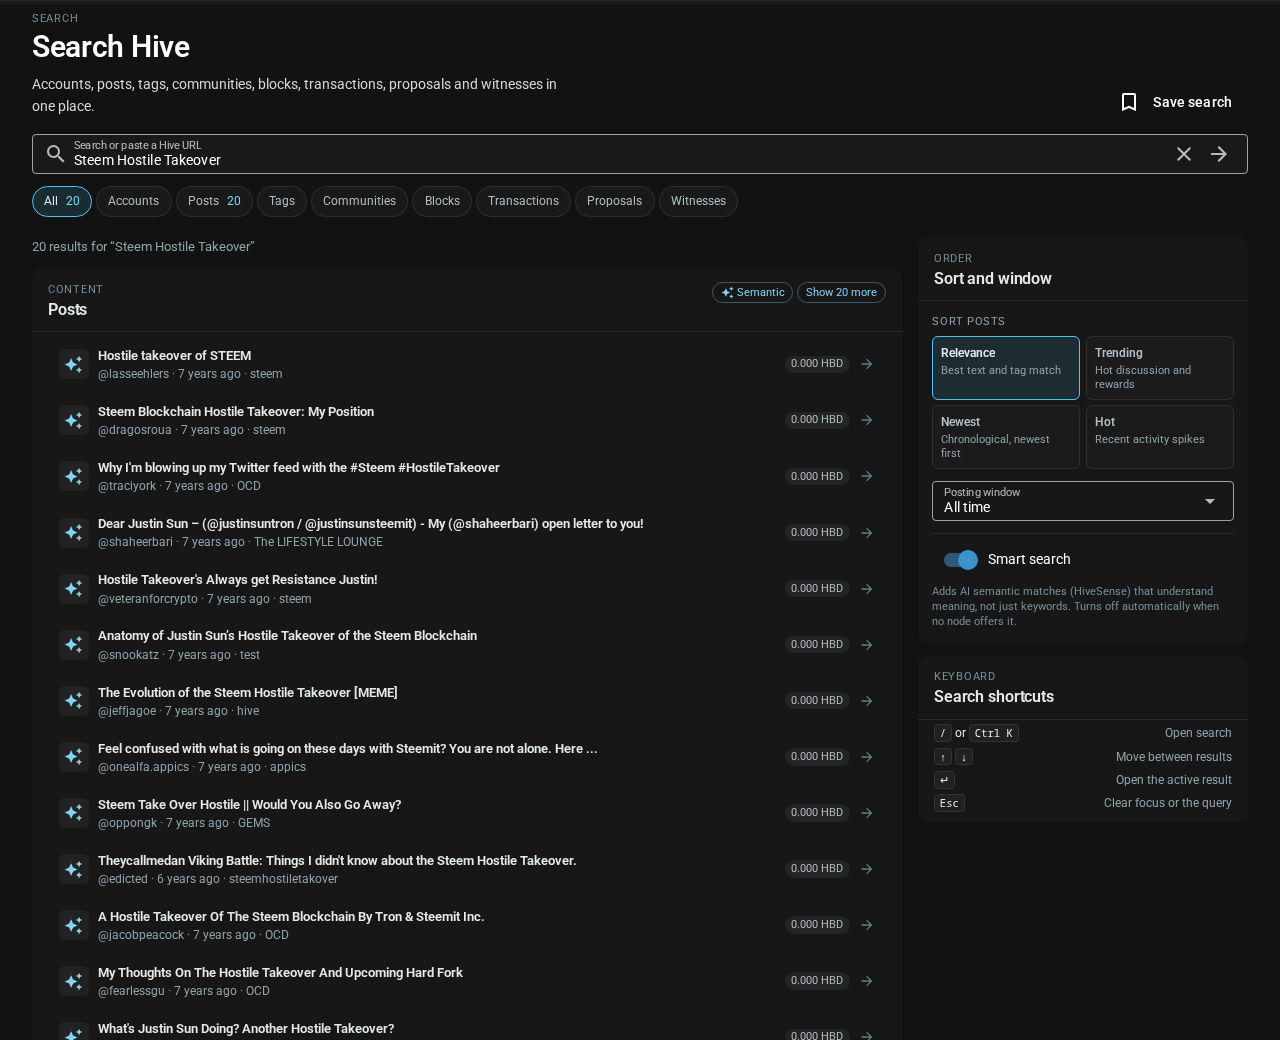 SEARCH
Search Hive
Accounts, posts, tags, communities, blocks, transactions, proposals and witnesses in
one place.
Save search
Search or paste a Hive URL
Steem Hostile Takeover
All 20
Accounts
Posts 20
Tags
Communities
Blocks
Transactions
Proposals
Witnesses
20 results for “Steem Hostile Takeover”
CONTENT
Posts
Semantic
Show 20 more
Hostile takeover of STEEM
@lasseehlers · 7 years ago · steem
0.000 HBD
Steem Blockchain Hostile Takeover: My Position
@dragosroua · 7 years ago · steem
0.000 HBD
Why I'm blowing up my Twitter feed with the #Steem #HostileTakeover
@traciyork · 7 years ago · OCD
0.000 HBD
Dear Justin Sun – (@justinsuntron / @justinsunsteemit) - My (@shaheerbari) open letter to you!
@shaheerbari · 7 years ago · The LIFESTYLE LOUNGE
0.000 HBD
Hostile Takeover's Always get Resistance Justin!
@veteranforcrypto · 7 years ago · steem
0.000 HBD
Anatomy of Justin Sun's Hostile Takeover of the Steem Blockchain
@snookatz · 7 years ago · test
0.000 HBD
The Evolution of the Steem Hostile Takeover [MEME]
@jeffjagoe · 7 years ago · hive
0.000 HBD
Feel confused with what is going on these days with Steemit? You are not alone. Here ...
@onealfa.appics · 7 years ago · appics
0.000 HBD
Steem Take Over Hostile || Would You Also Go Away?
@oppongk · 7 years ago · GEMS
0.000 HBD
Theycallmedan Viking Battle: Things I didn't know about the Steem Hostile Takeover.
@edicted · 6 years ago · steemhostiletakover
0.000 HBD
A Hostile Takeover Of The Steem Blockchain By Tron & Steemit Inc.
@jacobpeacock · 7 years ago · OCD
0.000 HBD
My Thoughts On The Hostile Takeover And Upcoming Hard Fork
@fearlessgu · 7 years ago · OCD
0.000 HBD
What's Justin Sun Doing? Another Hostile Takeover?
0.000 HBD
ORDER
Sort and window
SORT POSTS
Relevance
Best text and tag match
Trending
Hot discussion and
rewards
Newest
Chronological, newest
first
Hot
Recent activity spikes
Posting window
All time
Smart search
Adds AI semantic matches (HiveSense) that understand
meaning, not just keywords. Turns off automatically when
no node offers it.
KEYBOARD
Search shortcuts
/ or Ctrl K
Open search
↑ ↓
Move between results
↵
Open the active result
Esc
Clear focus or the query